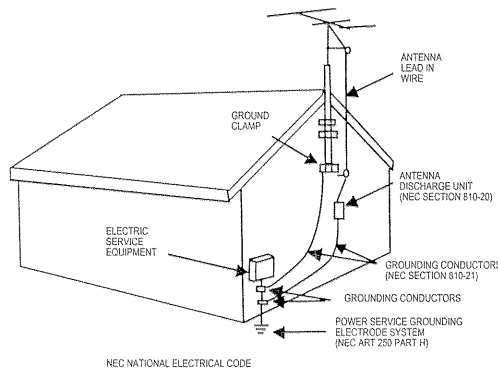 ANTENNA
LEAD IN
WIRE
GROUND
CLAMP
ANTENNA
DISCHARGE UNIT
(NEC SECTION 810-20)
ELECTRIC
SERVICE
EQUIPMENT
GROUNDING CONDUCTORS
(NEC SECTION 810-21)
GROUNDING CONDUCTORS
POWER SERVICE GROUNDING
ELECTRODE SYSTEM
(NEC ART 250 PART H)
NEC NATIONAL ELECTRICAL CODE